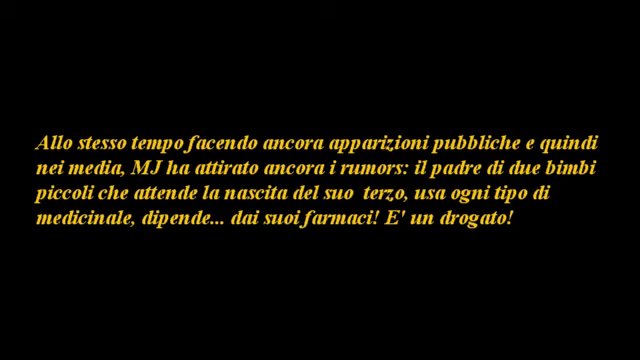 Allo stesso tempo facendo ancora apparizioni pubbliche e quindi
nei media, MJ ha attirato ancora i rumors: il padre di due bimbi
piccoli che attende la nascita del suo  terzo, usa ogni tipo di
medicinale, dipende... dai suoi farmaci! E' un drogato!